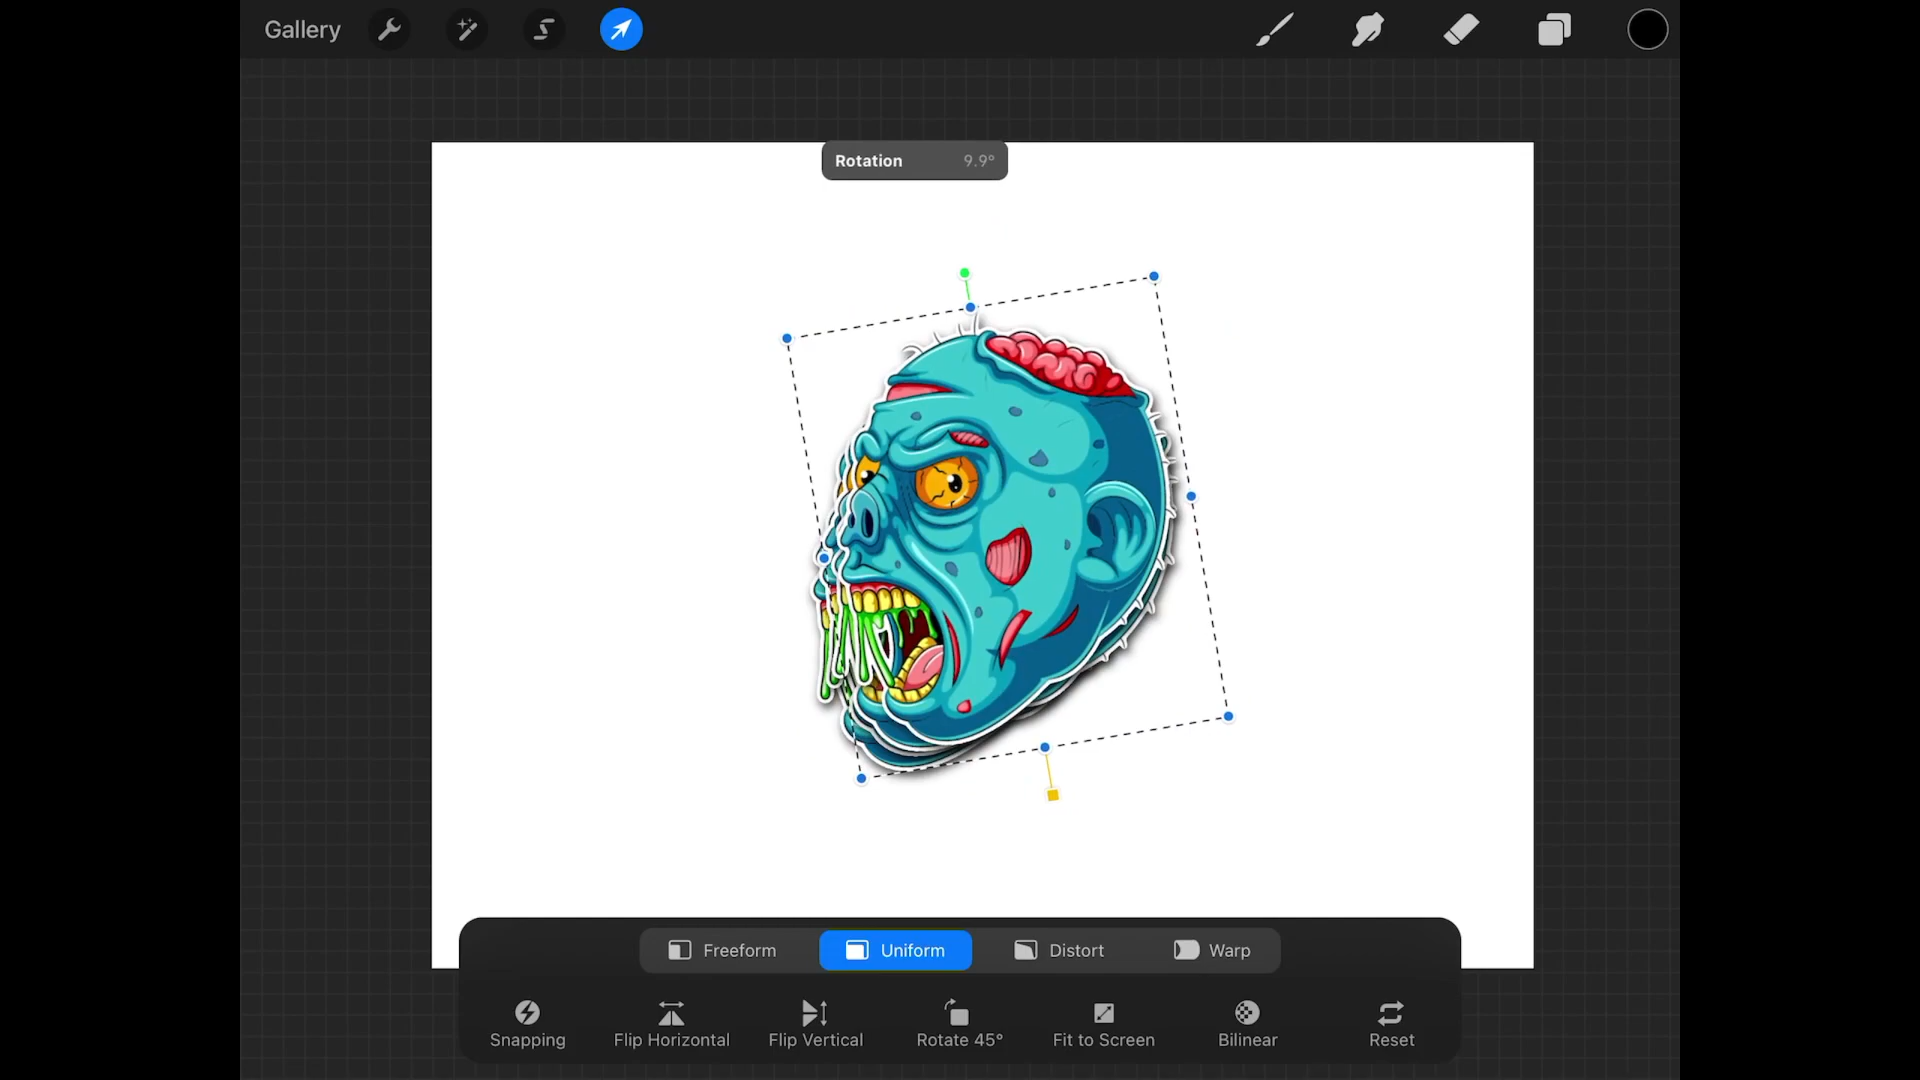 Gallery
Rotation 9.9°
Freeform Uniform Distort Warp
Snapping Flip Horizontal Flip Vertical Rotate 45° Fit to Screen Bilinear Reset